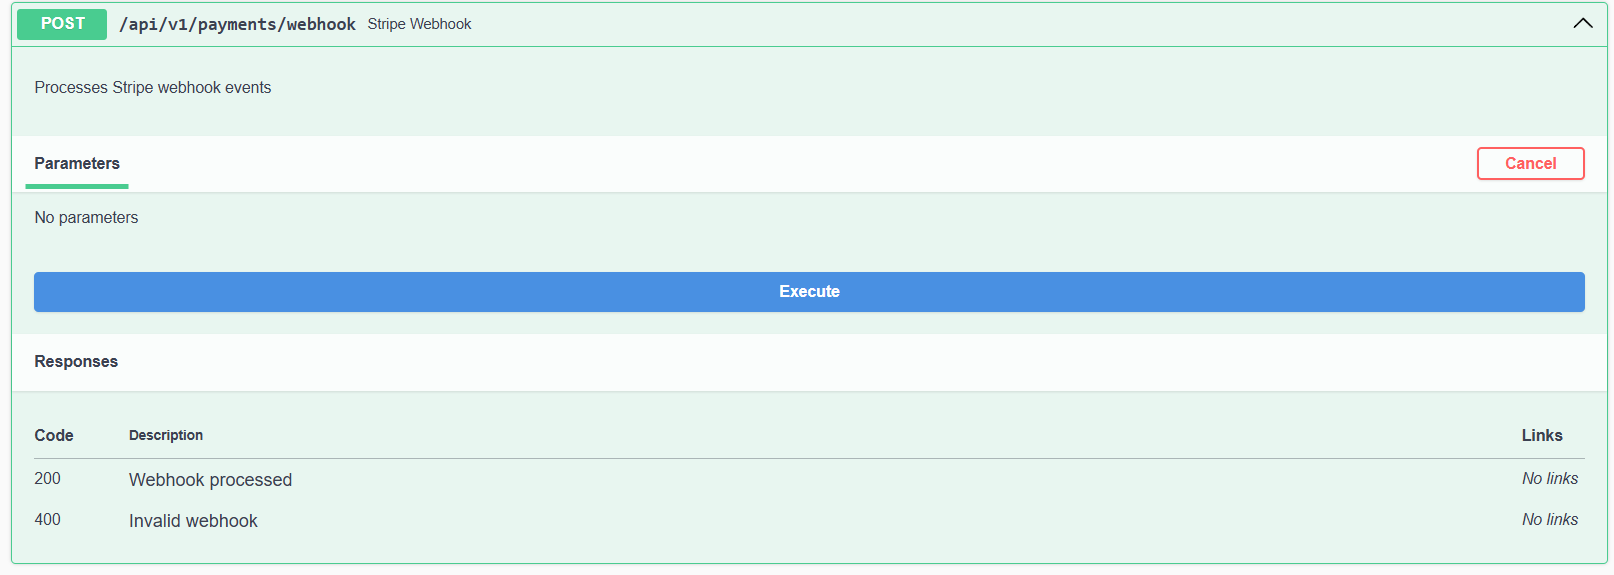 POST /api/v1/payments/webhook Stripe Webhook
Processes Stripe webhook events
Parameters Cancel
No parameters
Execute
Responses
Code Description Links
200 Webhook processed No links
400 Invalid webhook No links